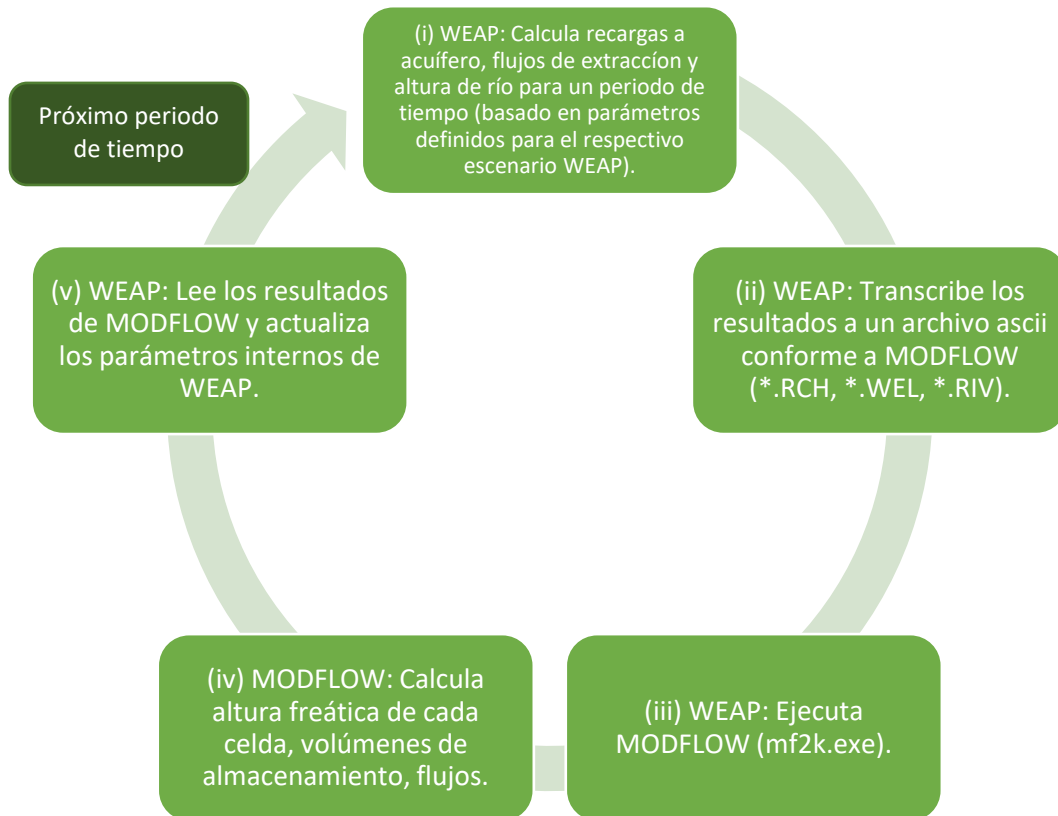 (i) WEAP: Calcula recargas a
acuífero, flujos de extraccíon y
altura de río para un periodo de
tiempo (basado en parámetros
definidos para el respectivo
escenario WEAP).
Próximo periodo
de tiempo
(v) WEAP: Lee los resultados
de MODFLOW y actualiza
los parámetros internos de
WEAP.
(ii) WEAP: Transcribe los
resultados a un archivo ascii
conforme a MODFLOW
(*.RCH, *.WEL, *.RIV).
(iv) MODFLOW: Calcula
altura freática de cada
celda, volúmenes de
almacenamiento, flujos.
(iii) WEAP: Ejecuta
MODFLOW (mf2k.exe).